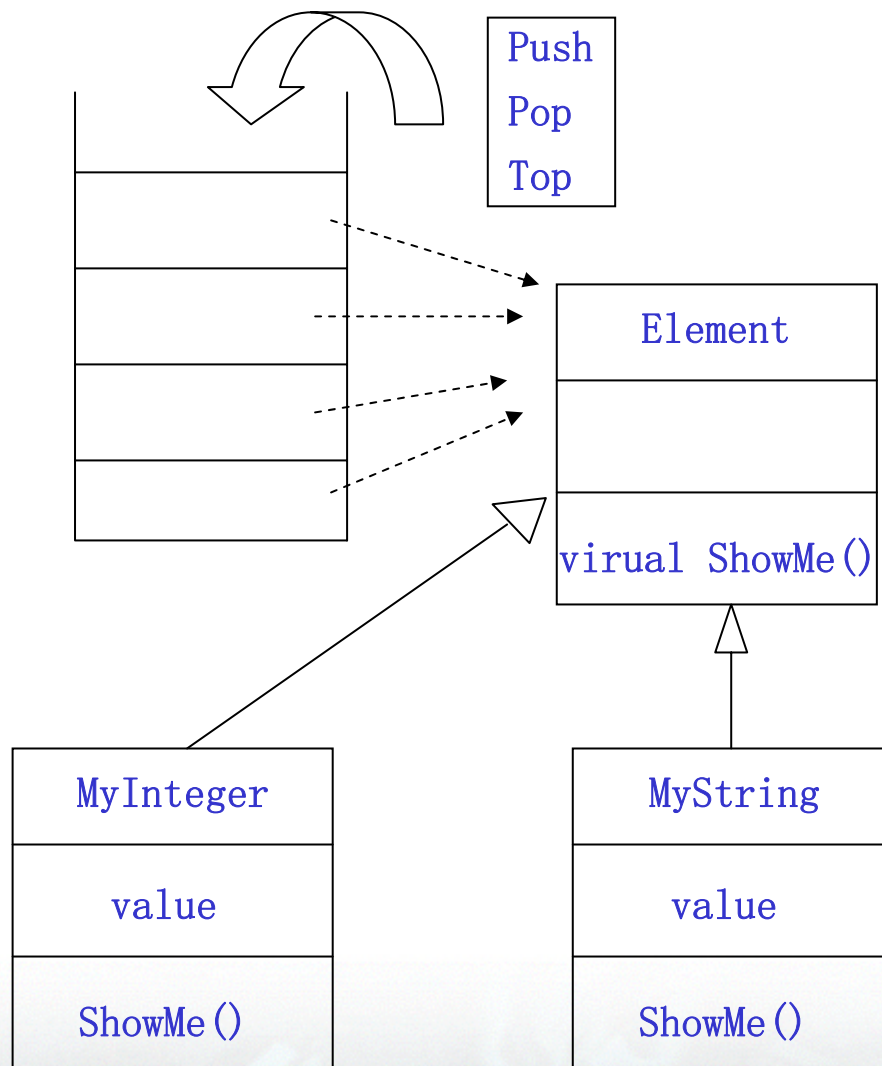 Push
Pop
Top
Element
virual ShowMe()
MyInteger
value
ShowMe()
MyString
value
ShowMe()